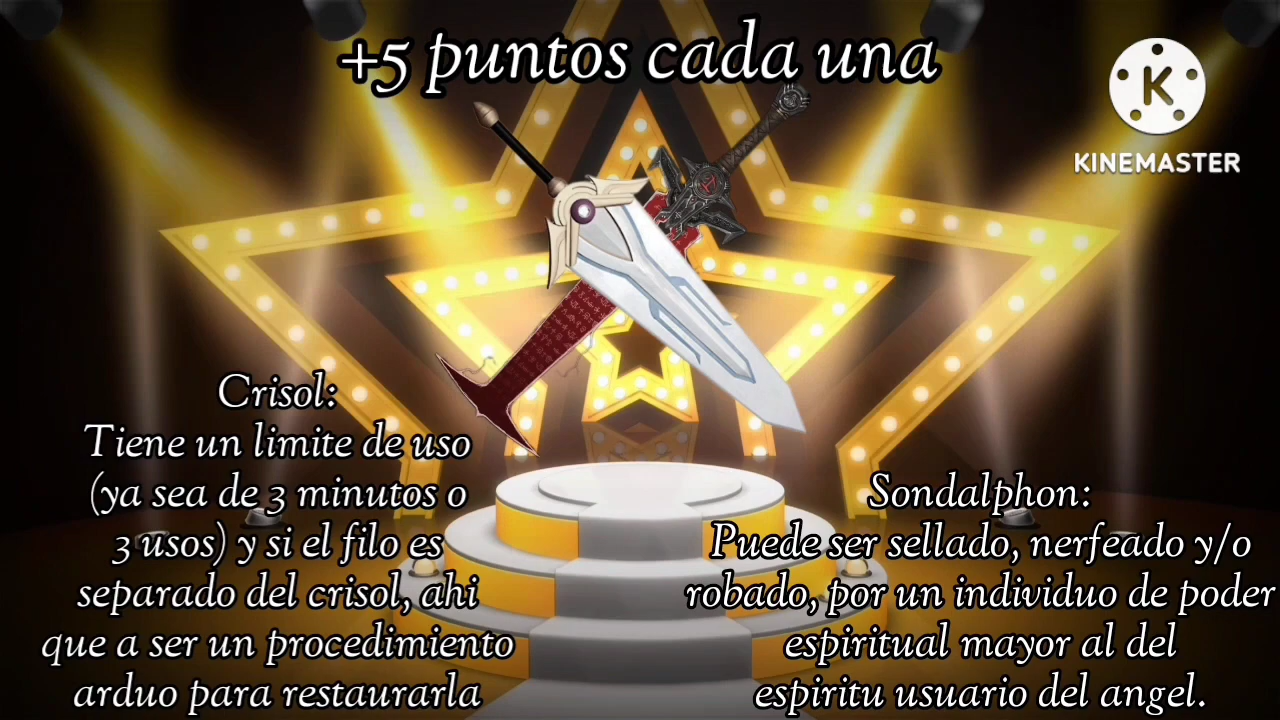 +5 puntos cada una
K
KINEMASTER
Crisol:
Tiene un limite de uso
(ya sea de 3 minutos o
3 usos) y si el filo es
separado del crisol, ahi
que a ser un procedimiento
arduo para restaurarla
Sondalphon:
Puede ser sellado, nerfeado y/o
robado, por un individuo de poder
espiritual mayor al del
espiritu usuario del angel.